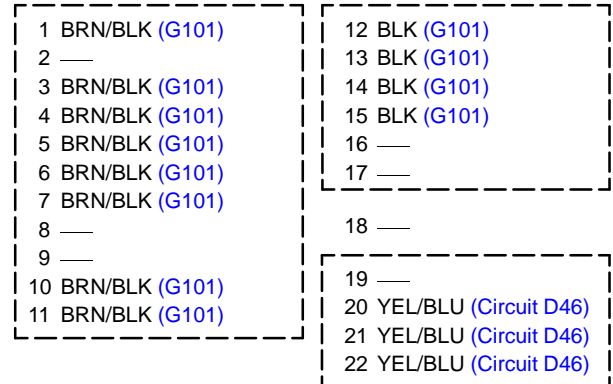 1 BRN/BLK (G101)
2 —
3 BRN/BLK (G101)
4 BRN/BLK (G101)
5 BRN/BLK (G101)
6 BRN/BLK (G101)
7 BRN/BLK (G101)
8 —
9 —
10 BRN/BLK (G101)
11 BRN/BLK (G101)
12 BLK (G101)
13 BLK (G101)
14 BLK (G101)
15 BLK (G101)
16 —
17 —
18 —
19 —
20 YEL/BLU (Circuit D46)
21 YEL/BLU (Circuit D46)
22 YEL/BLU (Circuit D46)